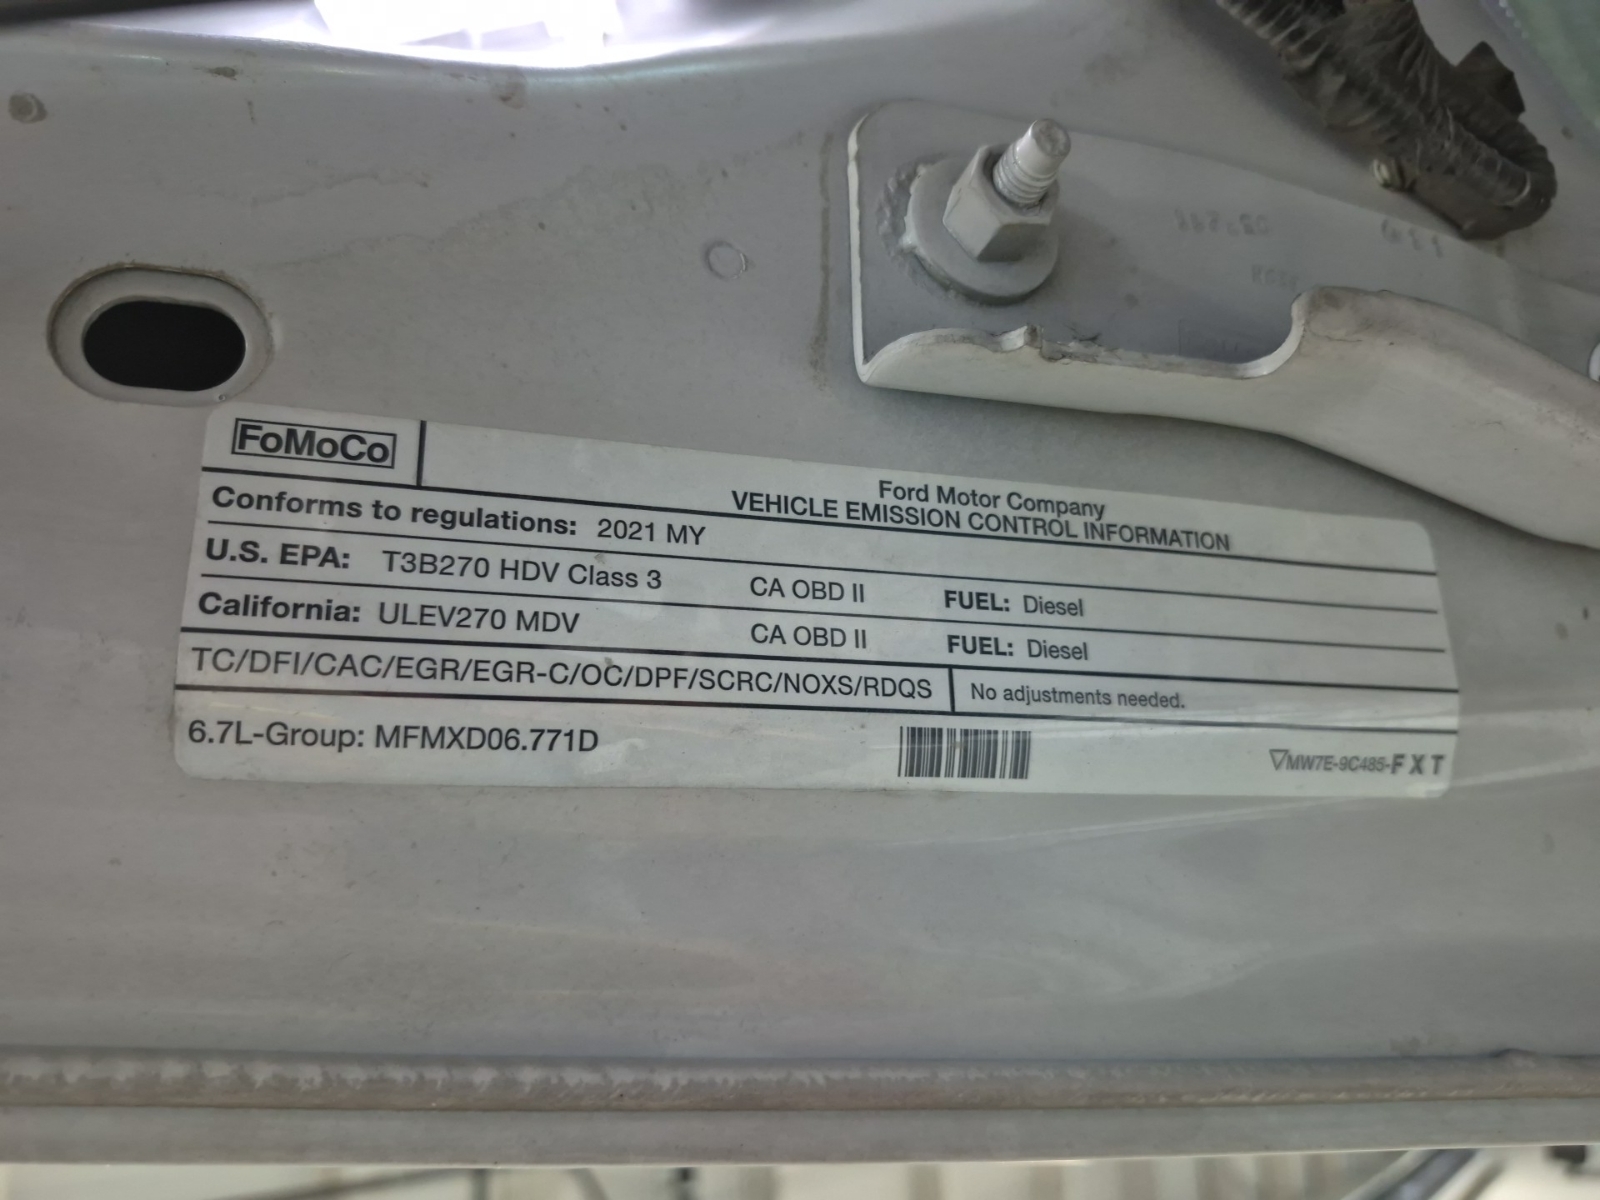 FoMoCo
Ford Motor Company
VEHICLE EMISSION CONTROL INFORMATION
Conforms to regulations: 2021 MY
U.S. EPA: T3B270 HDV Class 3 CA OBD II FUEL: Diesel
California: ULEV270 MDV CA OBD II FUEL: Diesel
TC/DFI/CAC/EGR/EGR-C/OC/DPF/SCRC/NOXS/RDQS No adjustments needed.
6.7L-Group: MFMXD06.771D
▽MW7E-9C485-F X T